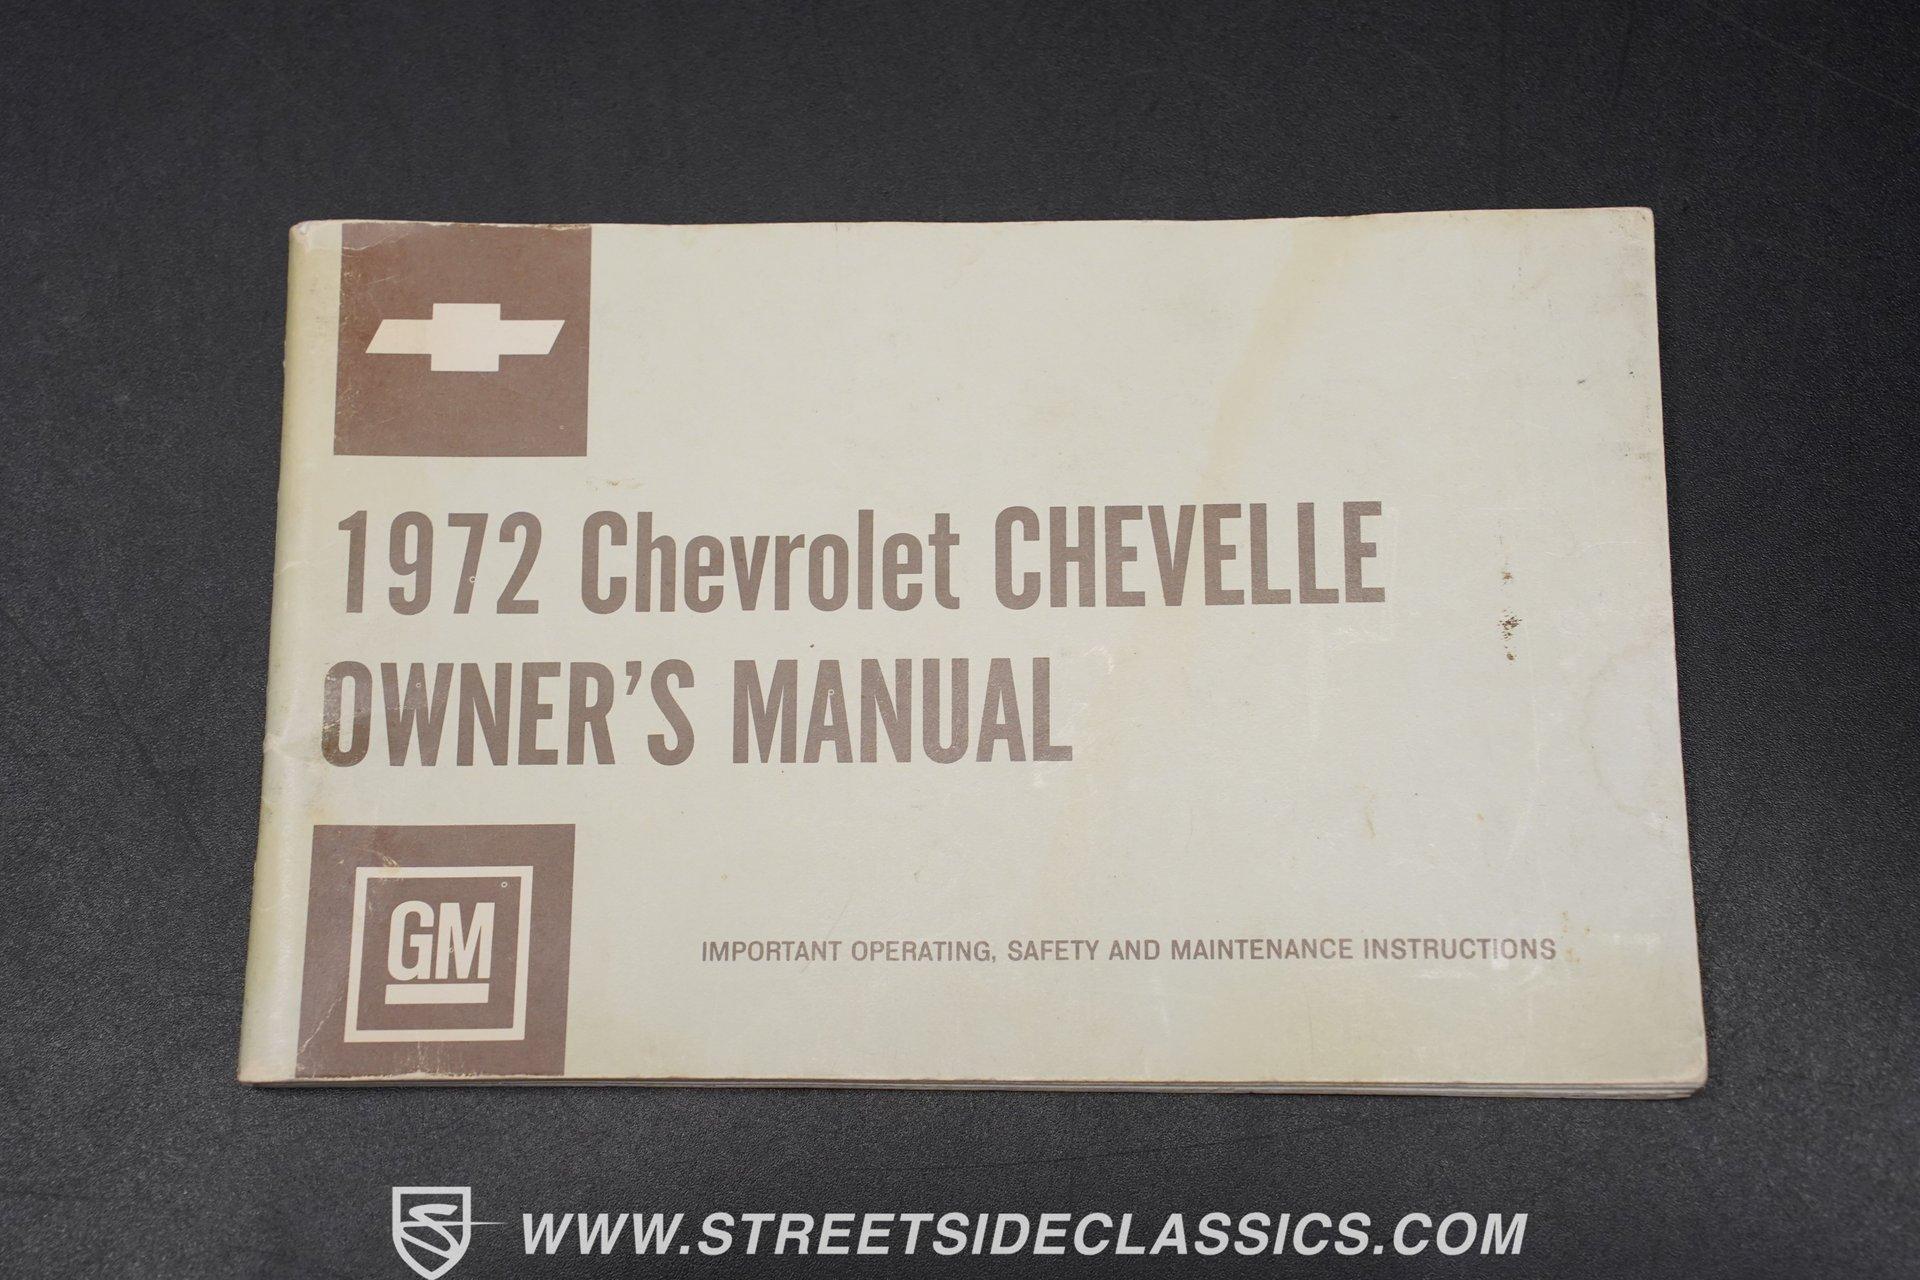 1972 Chevrolet CHEVELLE
OWNER'S MANUAL
GM
IMPORTANT OPERATING, SAFETY AND MAINTENANCE INSTRUCTIONS
WWW.STREETSIDECLASSICS.COM